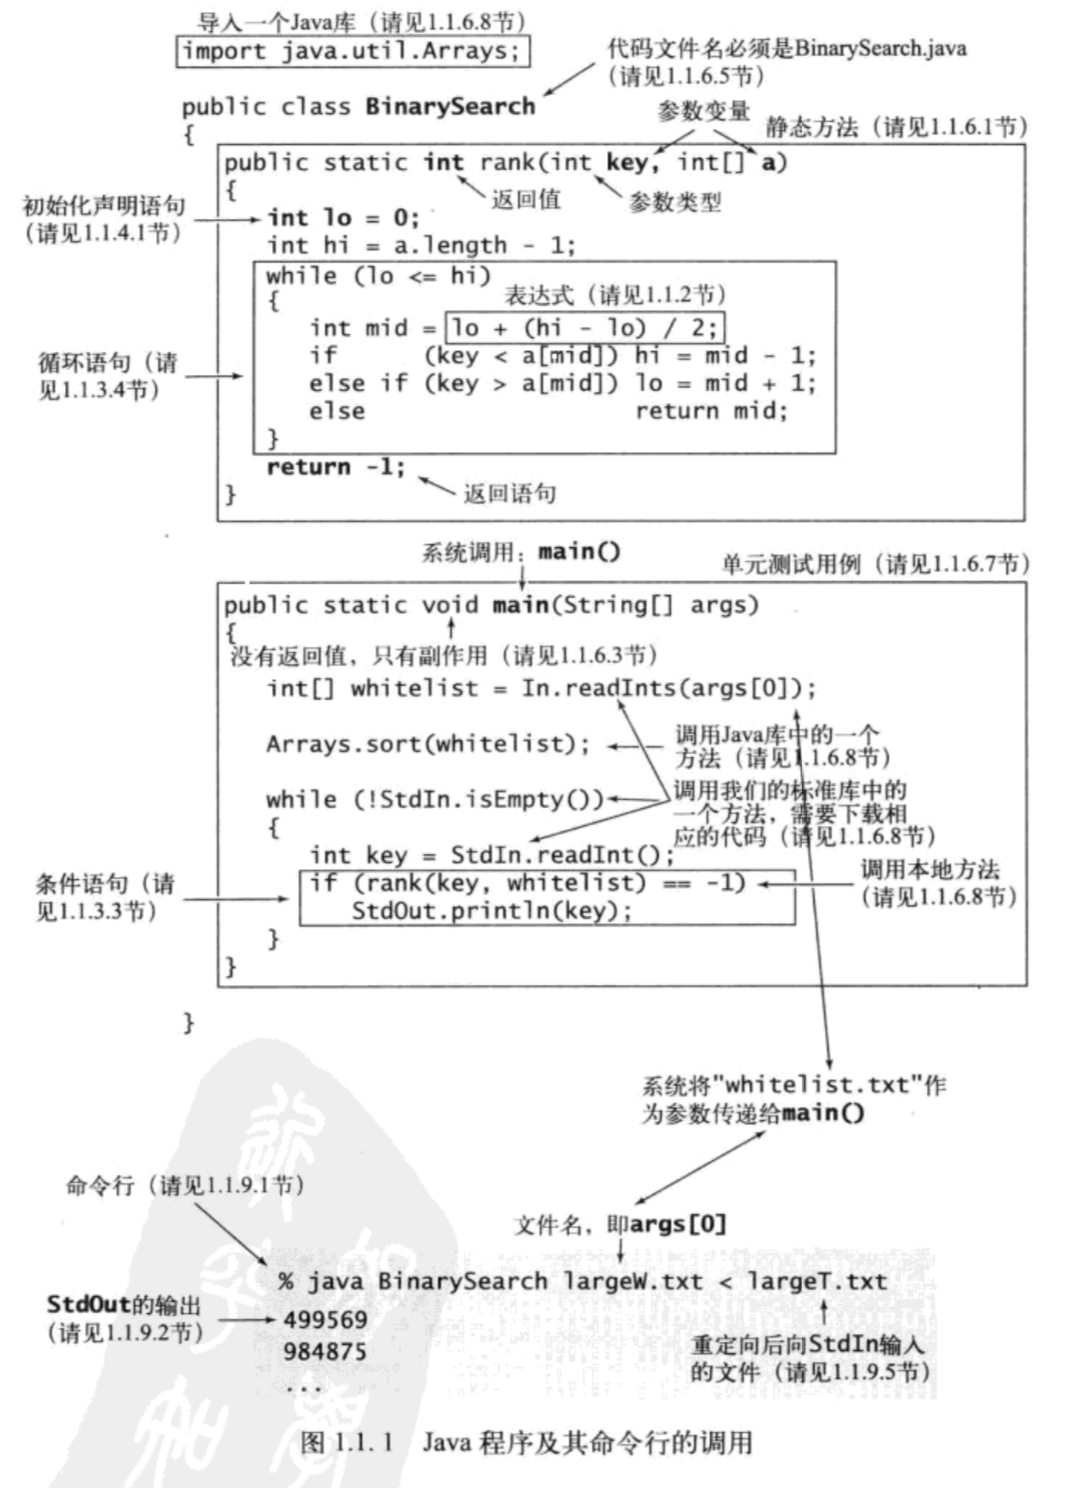 导入一个Java库（请见1.1.6.8节）
import java.util.Arrays;
代码文件名必须是BinarySearch.java
（请见1.1.6.5节）
public class BinarySearch
参数变量
{
静态方法（请见1.1.6.1节）
public static int rank(int key, int[] a)
{
返回值
参数类型
初始化声明语句
（请见1.1.4.1节）
int lo = 0;
int hi = a.length - 1;
while (lo <= hi)
{
表达式（请见1.1.2节）
int mid = lo + (hi - lo) / 2;
if (key < a[mid]) hi = mid - 1;
循环语句（请
见1.1.3.4节）
else if (key > a[mid]) lo = mid + 1;
else return mid;
}
return -1;
返回语句
}
系统调用：main()
单元测试用例（请见1.1.6.7节）
public static void main(String[] args)
{
没有返回值，只有副作用（请见1.1.6.3节）
int[] whitelist = In.readInts(args[0]);
Arrays.sort(whitelist);
调用Java库中的一个
方法（请见1.1.6.8节）
while (!StdIn.isEmpty())
调用我们的标准库中的
一个方法，需要下载相
应的代码（请见1.1.6.8节）
{
int key = StdIn.readInt();
条件语句（请
见1.1.3.3节）
if (rank(key, whitelist) == -1)
StdOut.println(key);
调用本地方法
（请见1.1.6.8节）
}
}
}
系统将"whitelist.txt"作
为参数传递给main()
命令行（请见1.1.9.1节）
文件名，即args[0]
% java BinarySearch largeW.txt < largeT.txt
StdOut的输出
（请见1.1.9.2节）
499569
984875
...
重定向后向StdIn输入
的文件（请见1.1.9.5节）
图 1.1.1 Java 程序及其命令行的调用